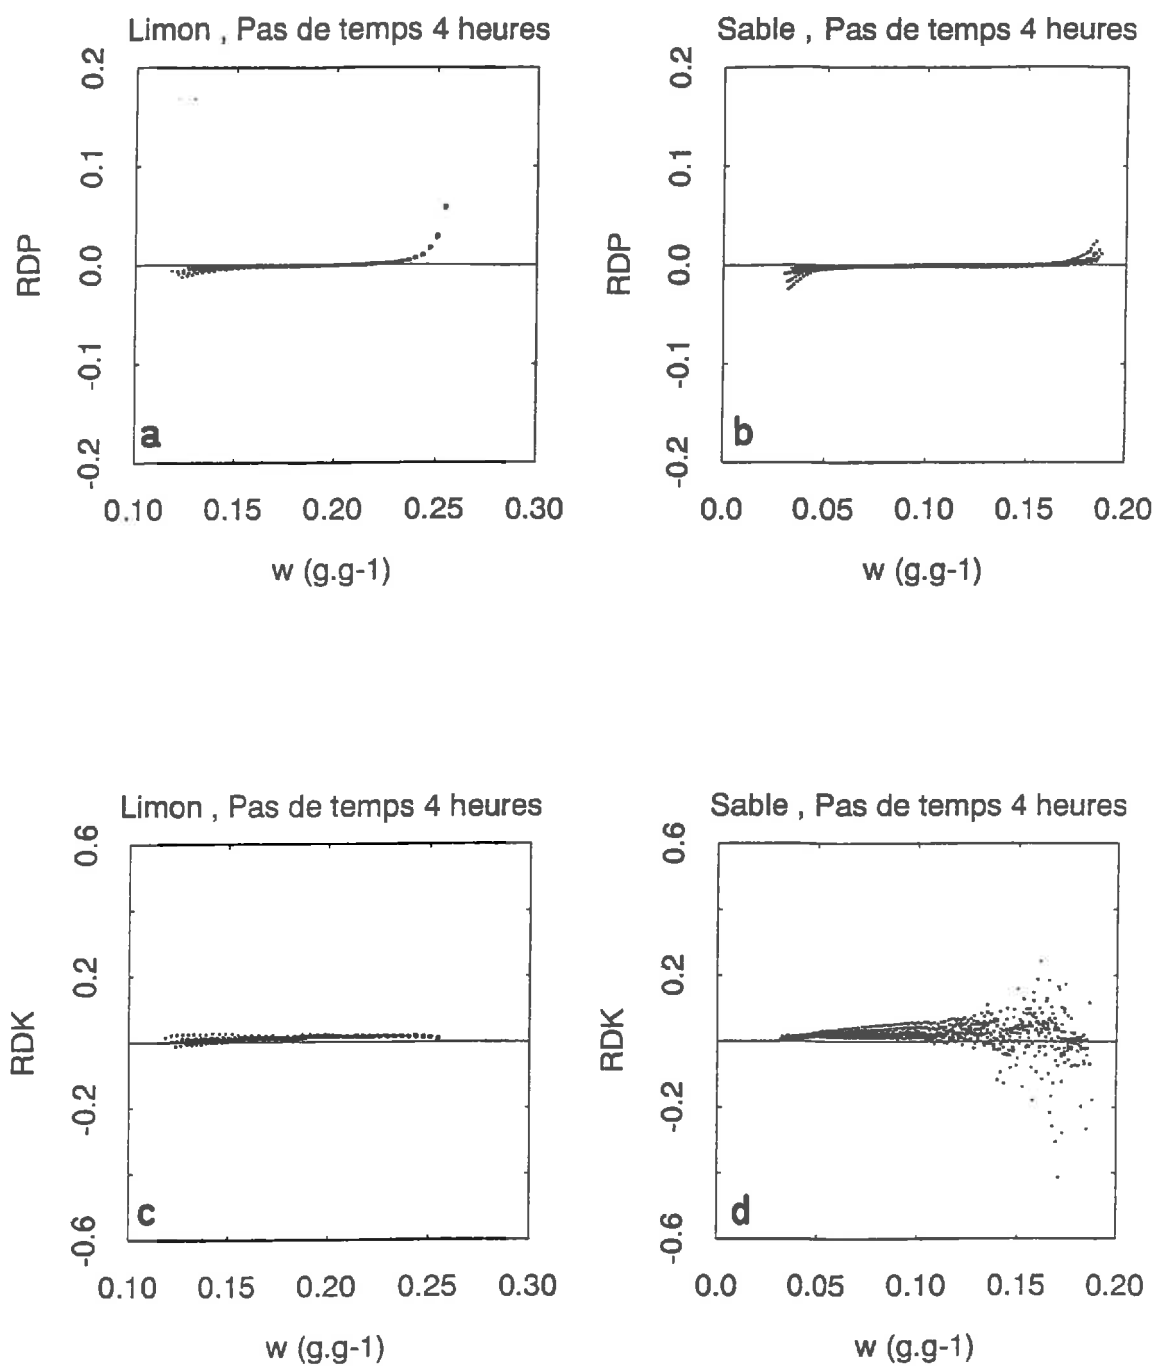 Limon , Pas de temps 4 heures
0.2
0.1
0.0
-0.1
-0.2
RDP
a
0.10 0.15 0.20 0.25 0.30
w (g.g-1)
Sable , Pas de temps 4 heures
0.2
0.1
0.0
-0.1
-0.2
RDP
b
0.0 0.05 0.10 0.15 0.20
w (g.g-1)
Limon , Pas de temps 4 heures
0.6
0.2
-0.2
-0.6
RDK
c
0.10 0.15 0.20 0.25 0.30
w (g.g-1)
Sable , Pas de temps 4 heures
0.6
0.2
-0.2
-0.6
RDK
d
0.0 0.05 0.10 0.15 0.20
w (g.g-1)